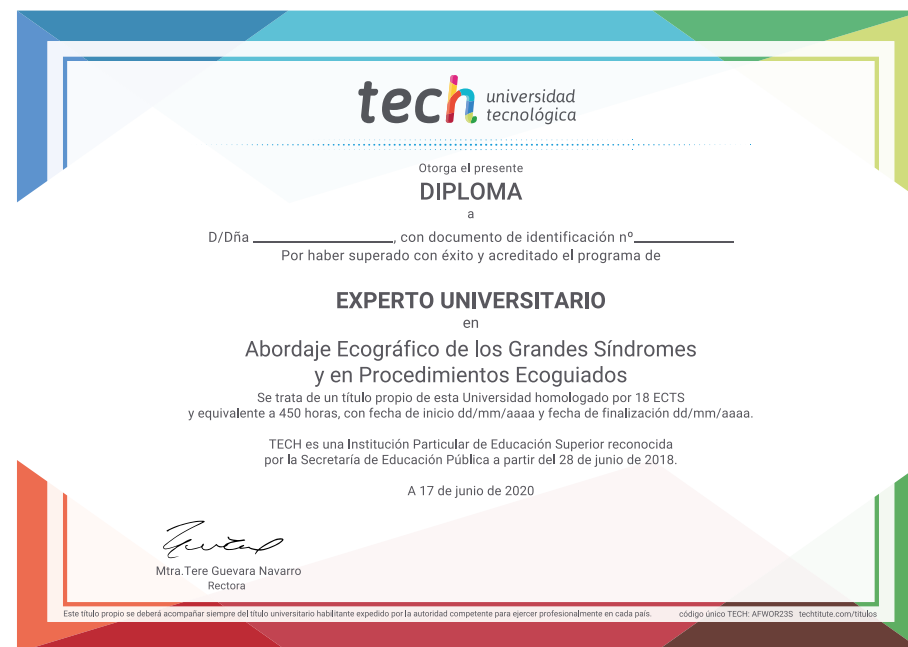 tech universidad
tecnológica
Otorga el presente
DIPLOMA
a
D/Dña ____________________, con documento de identificación nº______________
Por haber superado con éxito y acreditado el programa de
EXPERTO UNIVERSITARIO
en
Abordaje Ecográfico de los Grandes Síndromes
y en Procedimientos Ecoguiados
Se trata de un título propio de esta Universidad homologado por 18 ECTS
y equivalente a 450 horas, con fecha de inicio dd/mm/aaaa y fecha de finalización dd/mm/aaaa.
TECH es una Institución Particular de Educación Superior reconocida
por la Secretaría de Educación Pública a partir del 28 de junio de 2018.
A 17 de junio de 2020
Mtra.Tere Guevara Navarro
Rectora
Este título propio se deberá acompañar siempre del título universitario habilitante expedido por la autoridad competente para ejercer profesionalmente en cada país. código único TECH: AFWOR23S techtitute.com/titulos